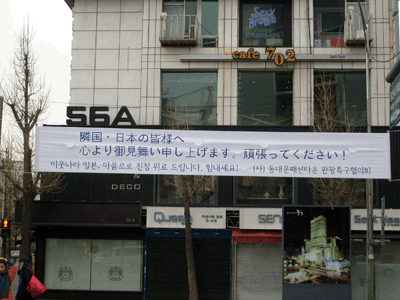 Sexy
cafe 702
S6A
隣国・日本の皆様へ
心より御見舞い申し上げます。頑張ってください！
이웃나라 일본, 마음으로 진정 위로 드립니다. 힘내세요! (사) 동대문패션타운 관광특구협의회
DECO
Queen